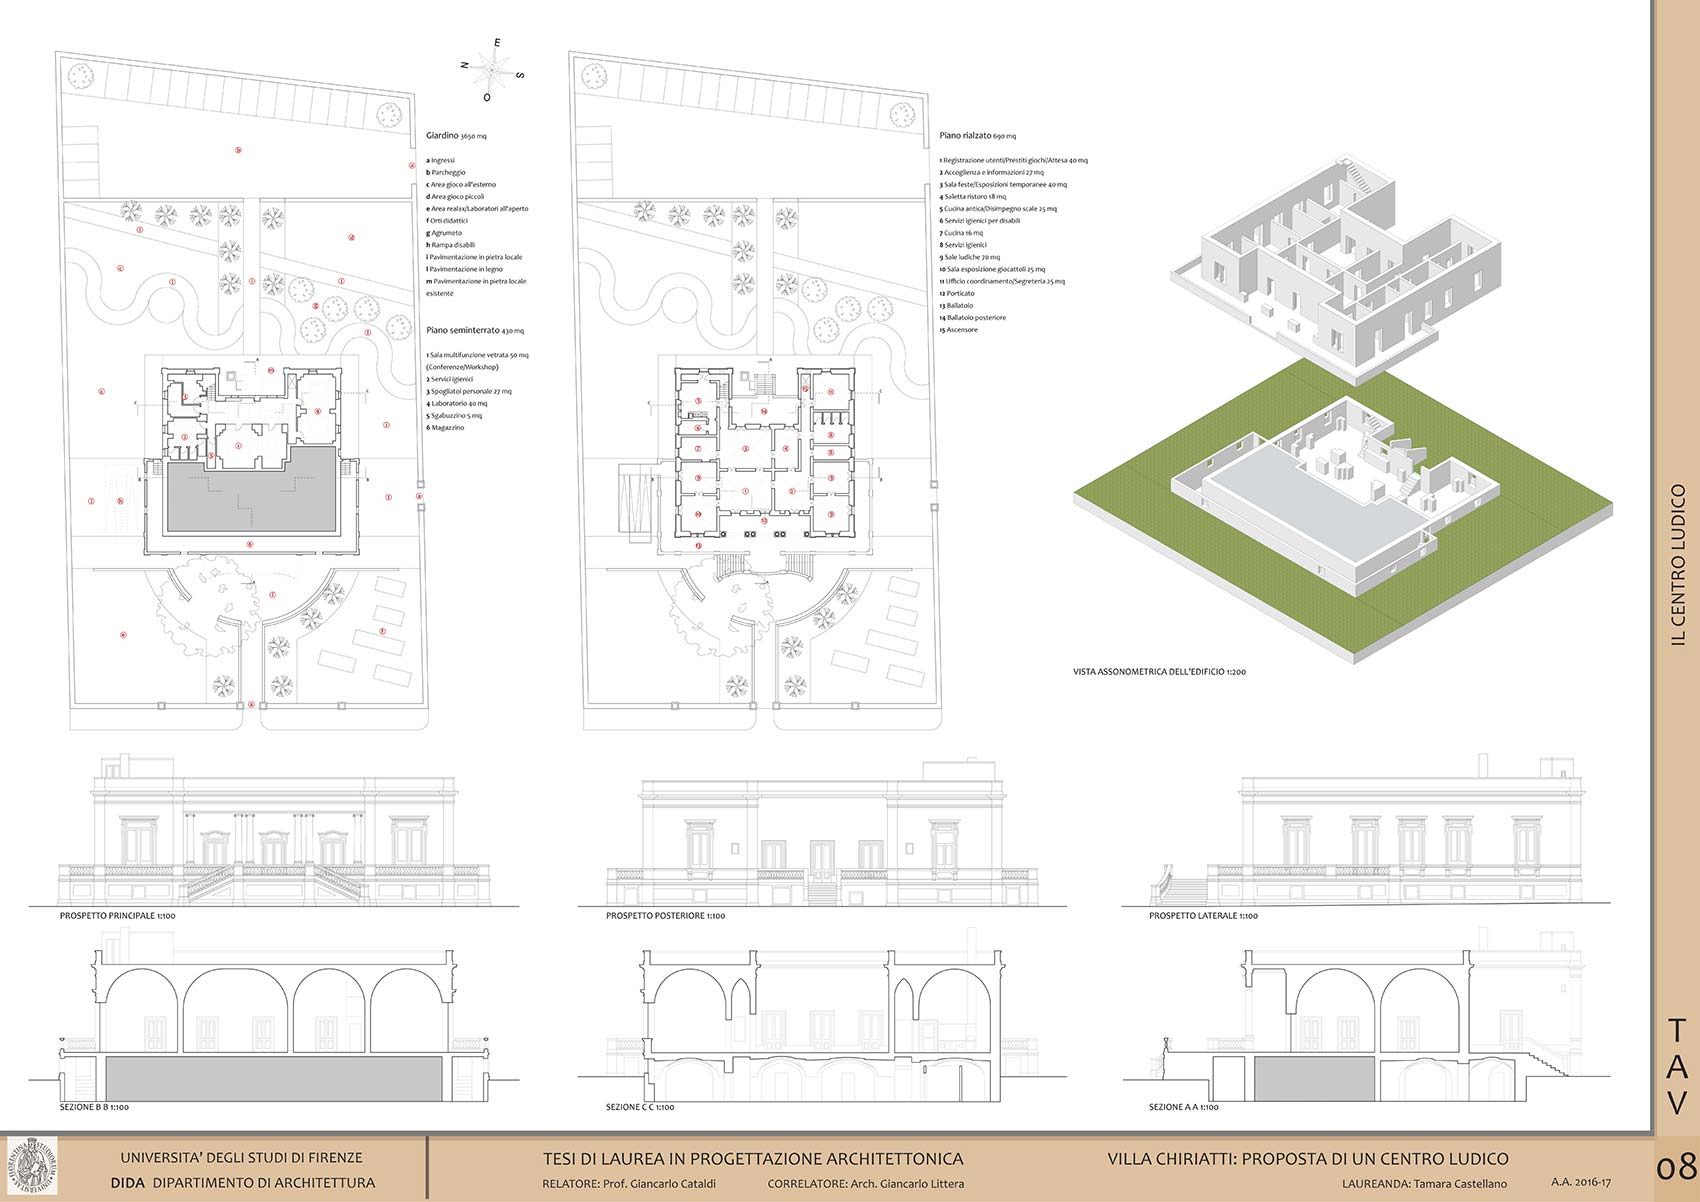 E
N
S
O
Giardino 3650 mq
a Ingressi
b Parcheggio
c Area gioco all'esterno
d Area gioco piccoli
e Area realax/Laboratori all'aperto
f Orti didattici
g Agrumeto
h Rampa disabili
i Pavimentazione in pietra locale
l Pavimentazione in legno
m Pavimentazione in pietra locale
esistente
Piano seminterrato 430 mq
1 Sala multifunzione vetrata 50 mq
(Conferenze/Workshop)
2 Servici igienici
3 Spogliatoi personale 27 mq
4 Laboratorio 40 mq
5 Sgabuzzino 5 mq
6 Magazzino
Piano rialzato 690 mq
1 Registrazione utenti/Prestiti giochi/Attesa 40 mq
2 Accoglienza e informazioni 27 mq
3 Sala feste/Esposizioni temporanee 40 mq
4 Saletta ristoro 18 mq
5 Cucina antica/Disimpegno scale 25 mq
6 Servizi igienici per disabili
7 Cucina 16 mq
8 Servizi igienici
9 Sale ludiche 70 mq
10 Sala esposizione giocattoli 25 mq
11 Ufficio coordinamento/Segreteria 25 mq
12 Porticato
13 Ballatoio
14 Ballatoio posteriore
15 Ascensore
VISTA ASSONOMETRICA DELL'EDIFICIO 1:200
PROSPETTO PRINCIPALE 1:100
PROSPETTO POSTERIORE 1:100
PROSPETTO LATERALE 1:100
SEZIONE B B 1:100
SEZIONE C C 1:100
SEZIONE A A 1:100
IL CENTRO LUDICO
TAV
08
UNIVERSITA' DEGLI STUDI DI FIRENZE
DIDA DIPARTIMENTO DI ARCHITETTURA
TESI DI LAUREA IN PROGETTAZIONE ARCHITETTONICA
RELATORE: Prof. Giancarlo Cataldi
CORRELATORE: Arch. Giancarlo Littera
VILLA CHIRIATTI: PROPOSTA DI UN CENTRO LUDICO
LAUREANDA: Tamara Castellano
A.A. 2016-17